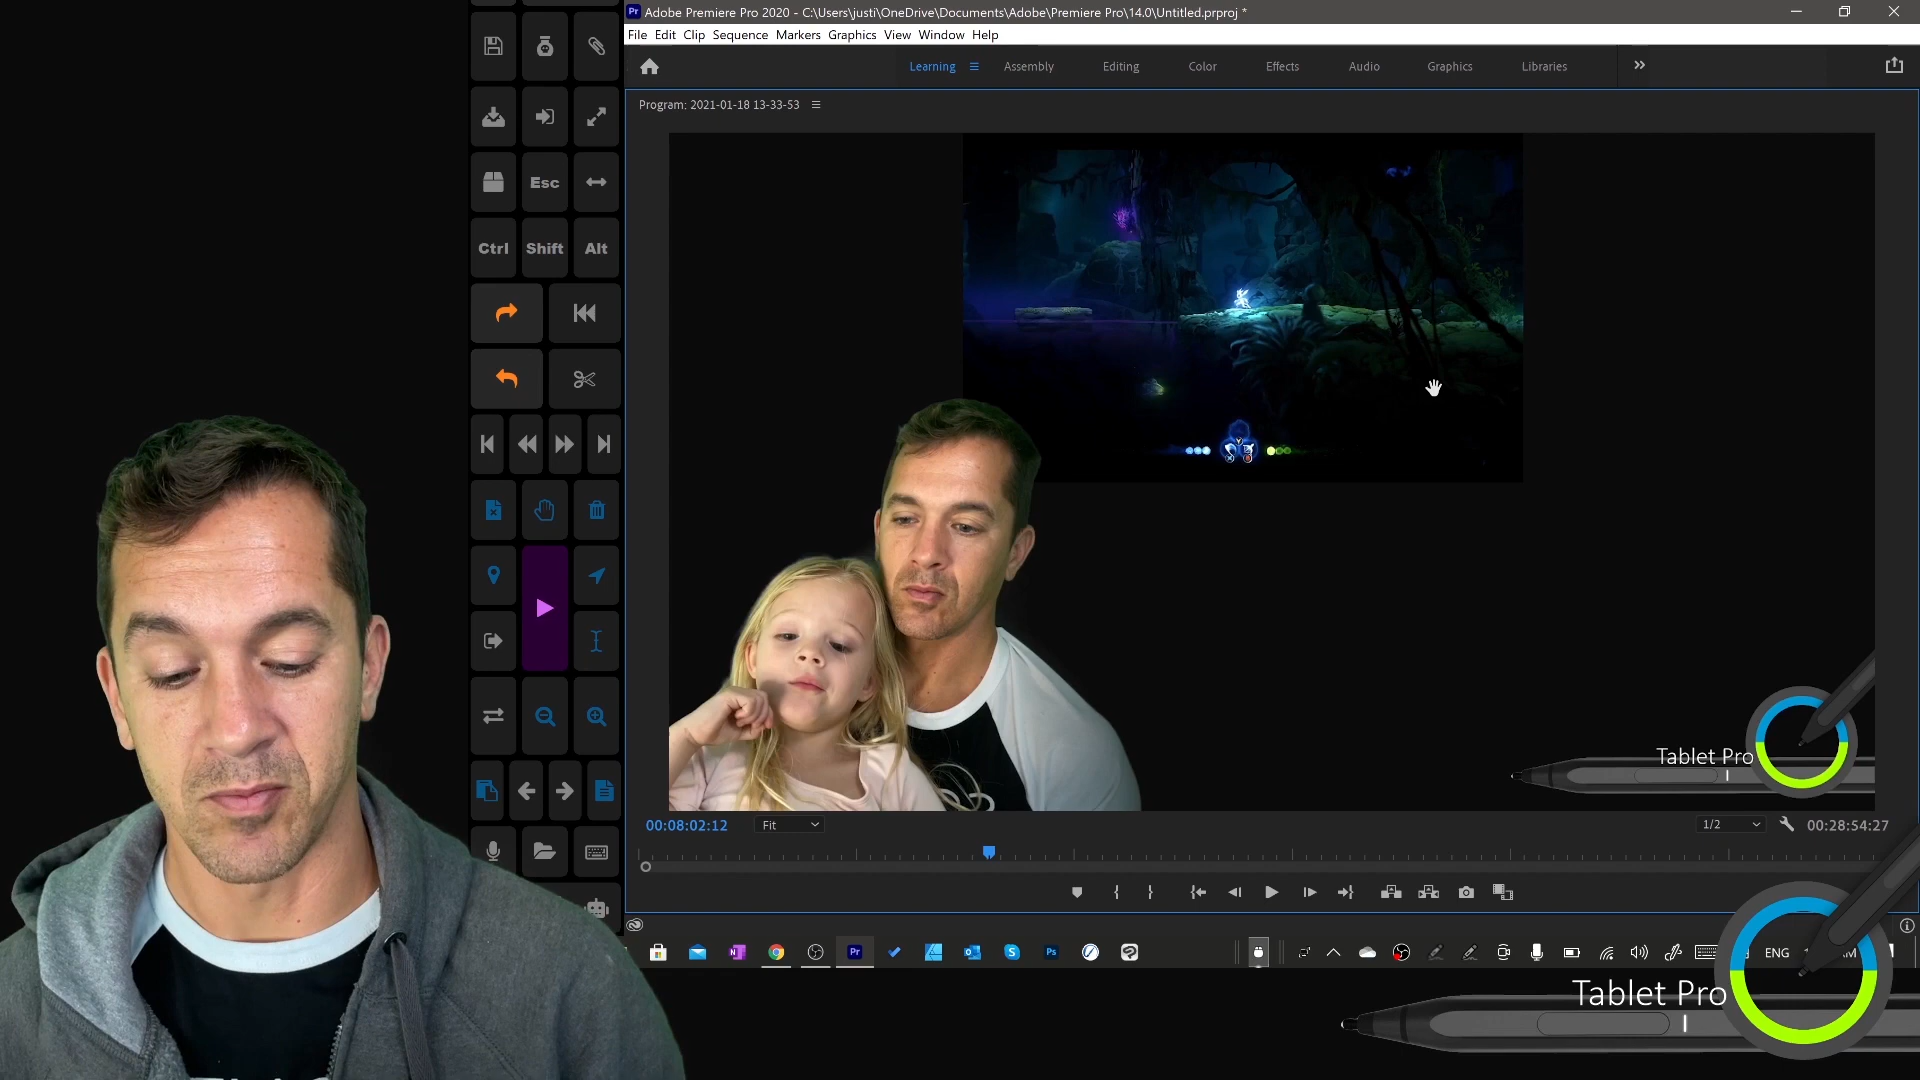 Adobe Premiere Pro 2020 - C:\Users\justi\OneDrive\Documents\Adobe\Premiere Pro\14.0\Untitled.prproj *
File Edit Clip Sequence Markers Graphics View Window Help
Learning Assembly Editing Color Effects Audio Graphics Libraries
Program: 2021-01-18 13-33-53
Esc
Ctrl Shift Alt
Tablet Pro
00:08:02:12 Fit 1/2 00:28:54:27
ENG
Tablet Pro